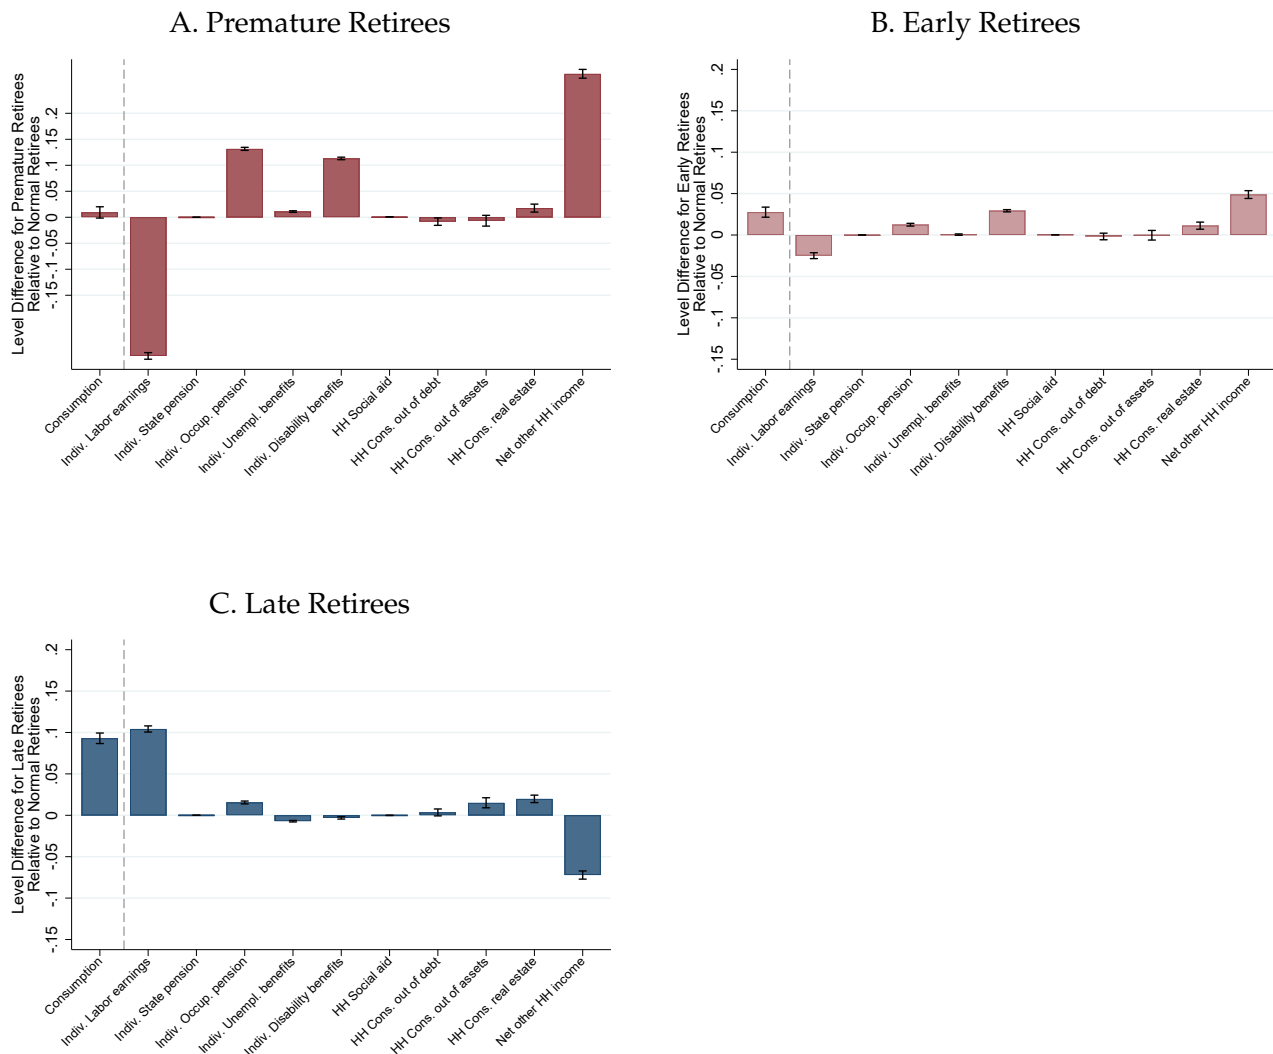 A. Premature Retirees
Level Difference for Premature Retirees
Relative to Normal Retirees
.2
.15
.1
.05
0
-.05
-.1
-.15
Consumption
Indiv. Labor earnings
Indiv. State pension
Indiv. Occup. pension
Indiv. Unempl. benefits
Indiv. Disability benefits
HH Social aid
HH Cons. out of debt
HH Cons. out of assets
HH Cons. real estate
Net other HH income
B. Early Retirees
Level Difference for Early Retirees
Relative to Normal Retirees
.2
.15
.1
.05
0
-.05
-.1
-.15
Consumption
Indiv. Labor earnings
Indiv. State pension
Indiv. Occup. pension
Indiv. Unempl. benefits
Indiv. Disability benefits
HH Social aid
HH Cons. out of debt
HH Cons. out of assets
HH Cons. real estate
Net other HH income
C. Late Retirees
Level Difference for Late Retirees
Relative to Normal Retirees
.2
.15
.1
.05
0
-.05
-.1
-.15
Consumption
Indiv. Labor earnings
Indiv. State pension
Indiv. Occup. pension
Indiv. Unempl. benefits
Indiv. Disability benefits
HH Social aid
HH Cons. out of debt
HH Cons. out of assets
HH Cons. real estate
Net other HH income